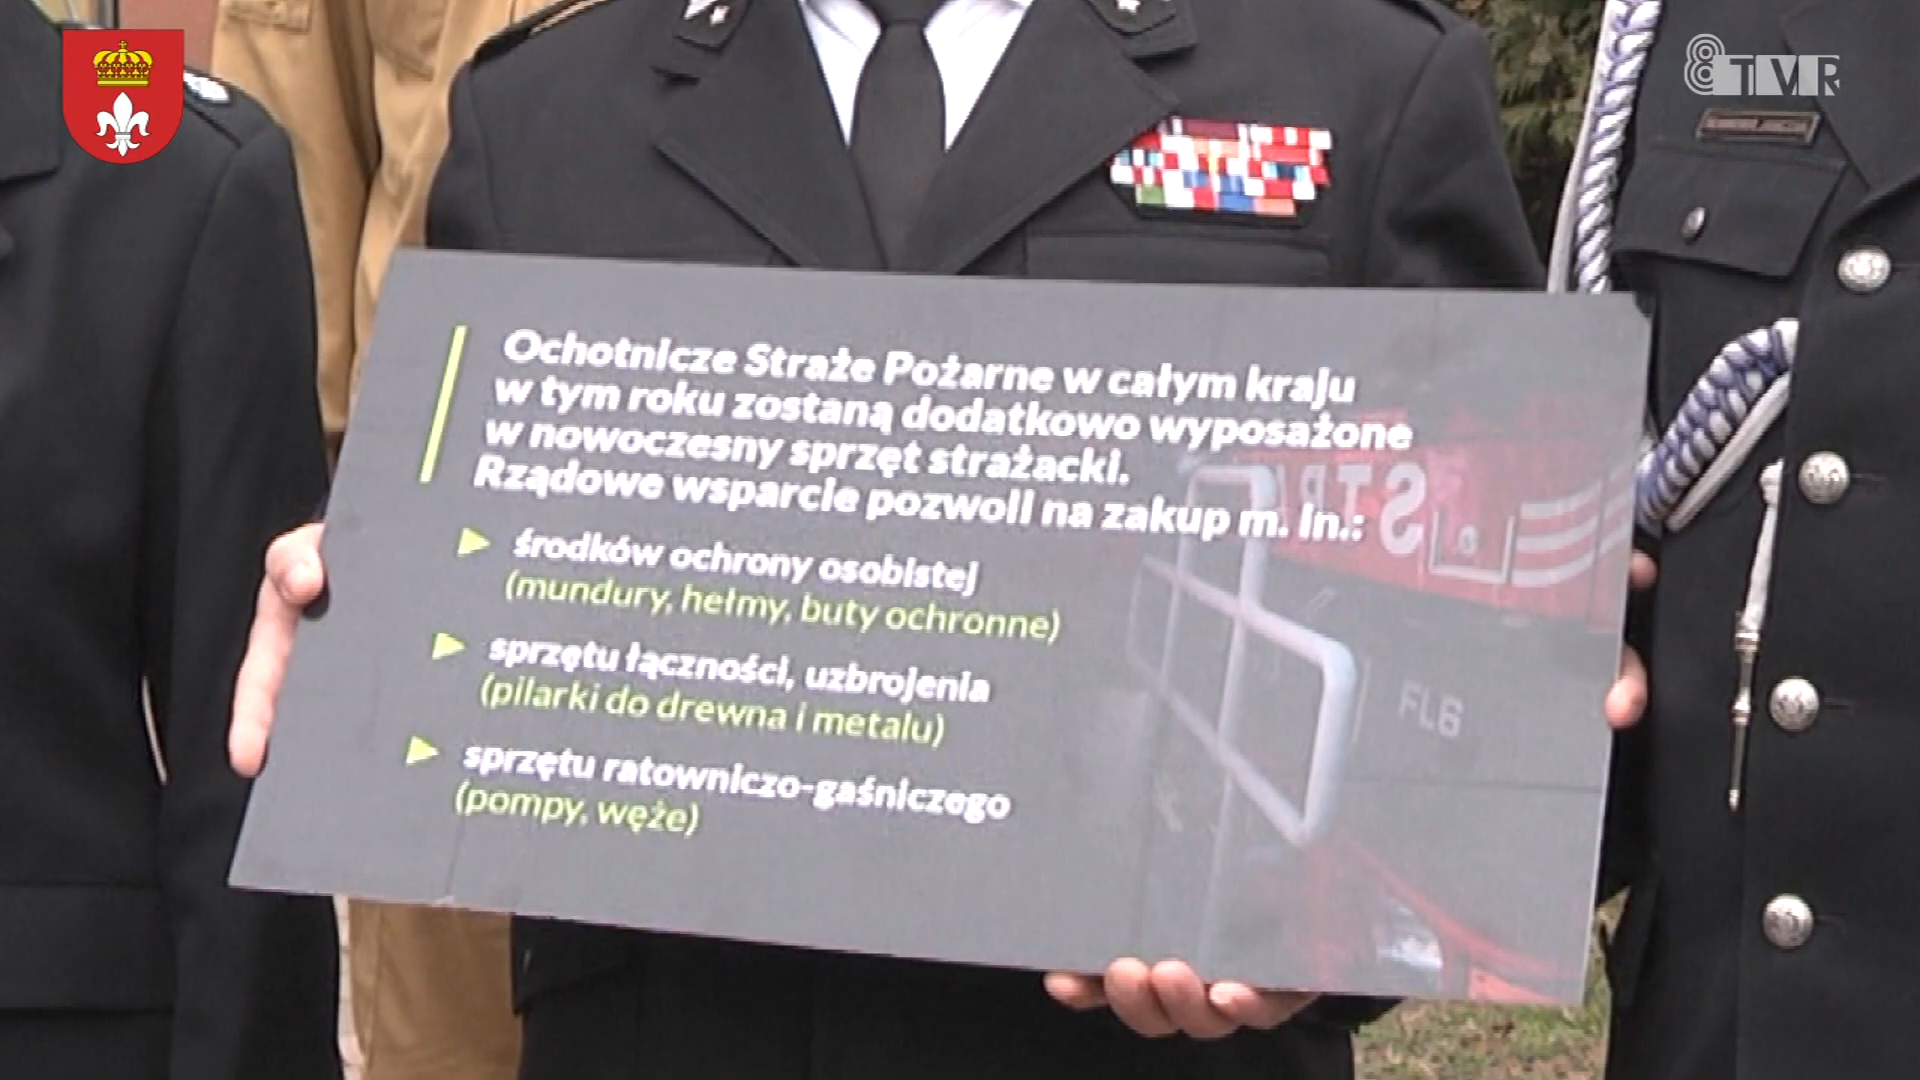 TVR
Ochotnicze Straże Pożarne w całym kraju
w tym roku zostaną dodatkowo wyposażone
w nowoczesny sprzęt strażacki.
Rządowe wsparcie pozwoli na zakup m. in.:
środków ochrony osobistej
(mundury, hełmy, buty ochronne)
sprzętu łączności, uzbrojenia
(pilarki do drewna i metalu)
sprzętu ratowniczo-gaśniczego
(pompy, węże)
FL6